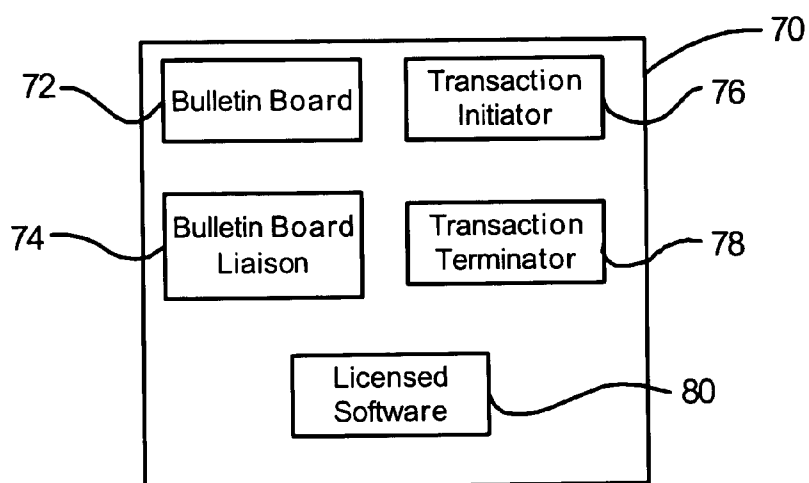 70
72
Bulletin Board
Transaction
Initiator
76
74
Bulletin Board
Liaison
Transaction
Terminator
78
Licensed
Software
80